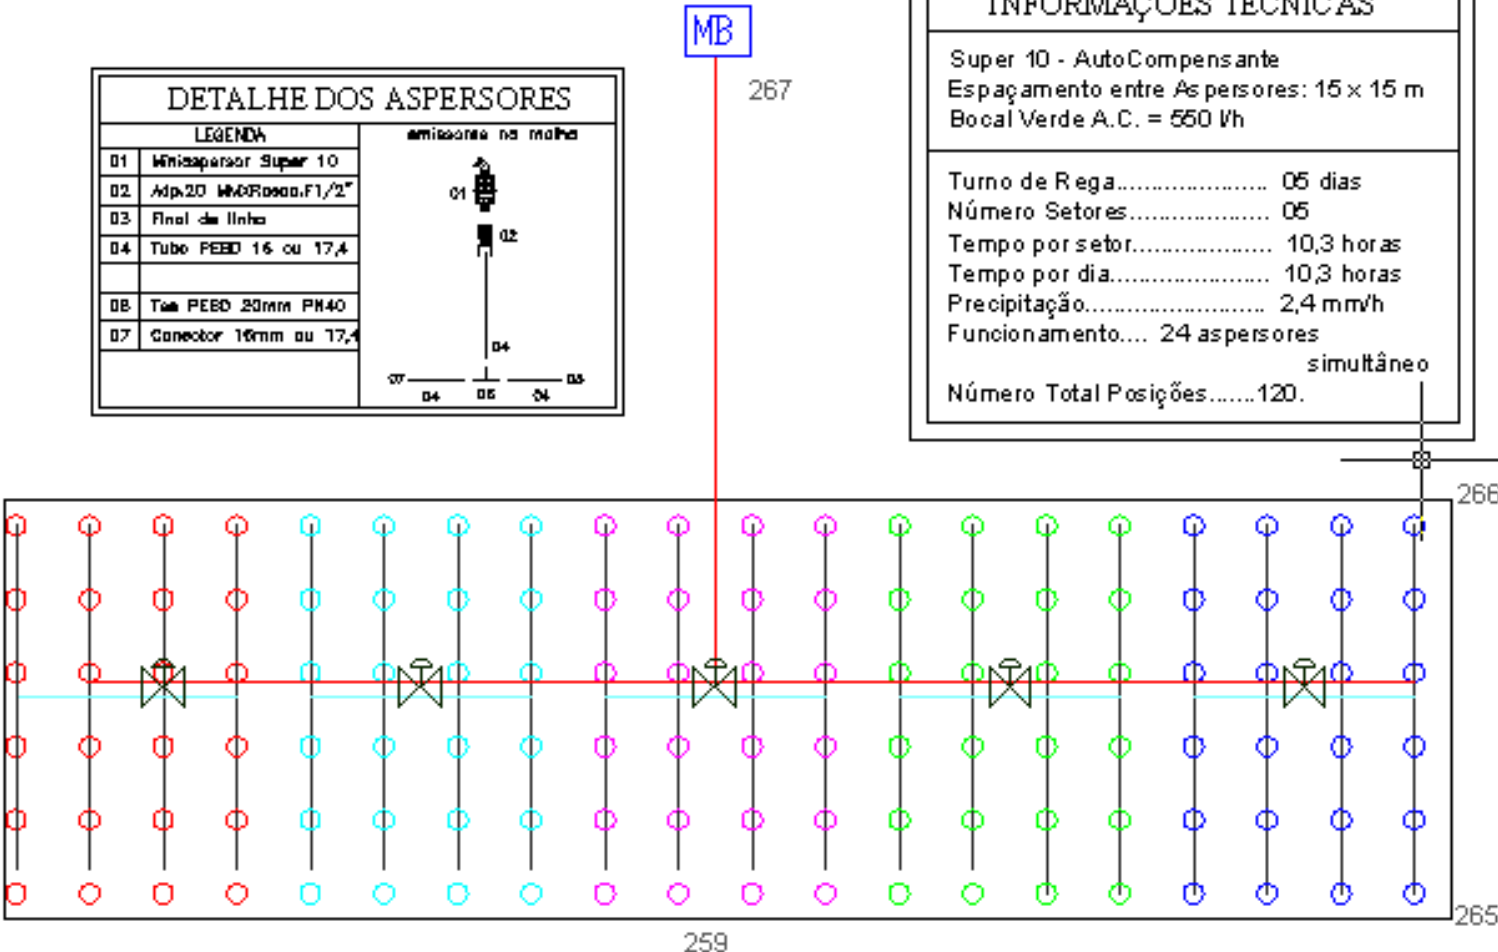 MB
267
INFORMAÇÕES TÉCNICAS
Super 10 - AutoCompensante
Espaçamento entre Aspersores: 15 x 15 m
Bocal Verde A.C. = 550 l/h
Turno de Rega...................... 05 dias
Número Setores.................... 05
Tempo por setor.................... 10,3 horas
Tempo por dia....................... 10,3 horas
Precipitação.......................... 2,4 mm/h
Funcionamento.... 24 aspersores
simultâneo
Número Total Posições.......120.
DETALHE DOS ASPERSORES
LEGENDA
emissores na malha
01 Miniaspersor Super 10
02 Adp.20 MMXRosca.F1/2"
03 Final de linha
04 Tubo PEBD 16 ou 17,4
06 Tee PEBD 20mm PN40
07 Conector 16mm ou 17,4
01
02
04
07
03
04
06
04
266
265
259